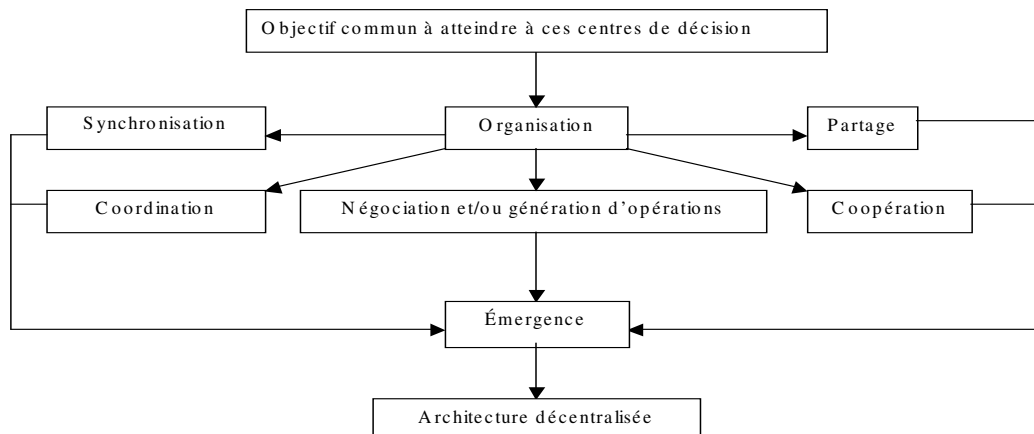 Objectif commun à atteindre à ces centres de décision
Synchronisation
Organisation
Partage
Coordination
Négociation et/ou génération d’opérations
Coopération
Émergence
Architecture décentralisée